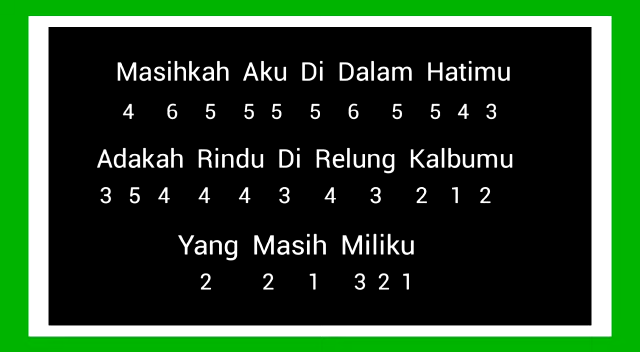 Masihkah Aku Di Dalam Hatimu
4 6 5 5 5 5 6 5 5 4 3
Adakah Rindu Di Relung Kalbumu
3 5 4 4 4 3 4 3 2 1 2
Yang Masih Miliku
2 2 1 3 2 1